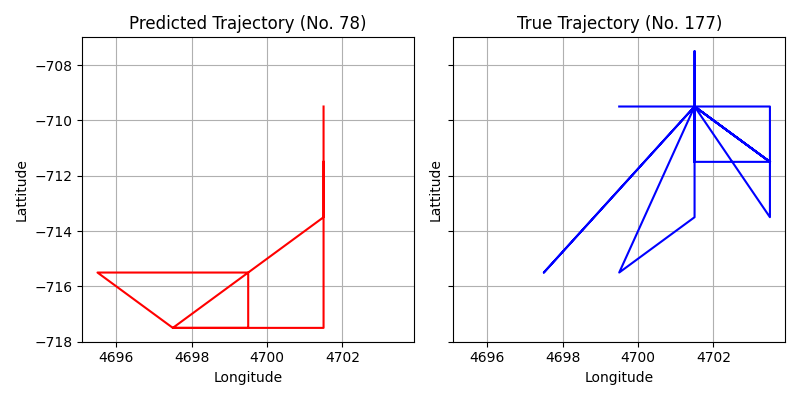 Predicted Trajectory (No. 78)
True Trajectory (No. 177)
−708
−710
−712
−714
−716
−718
Lattitude
Lattitude
4696
4698
4700
4702
4696
4698
4700
4702
Longitude
Longitude